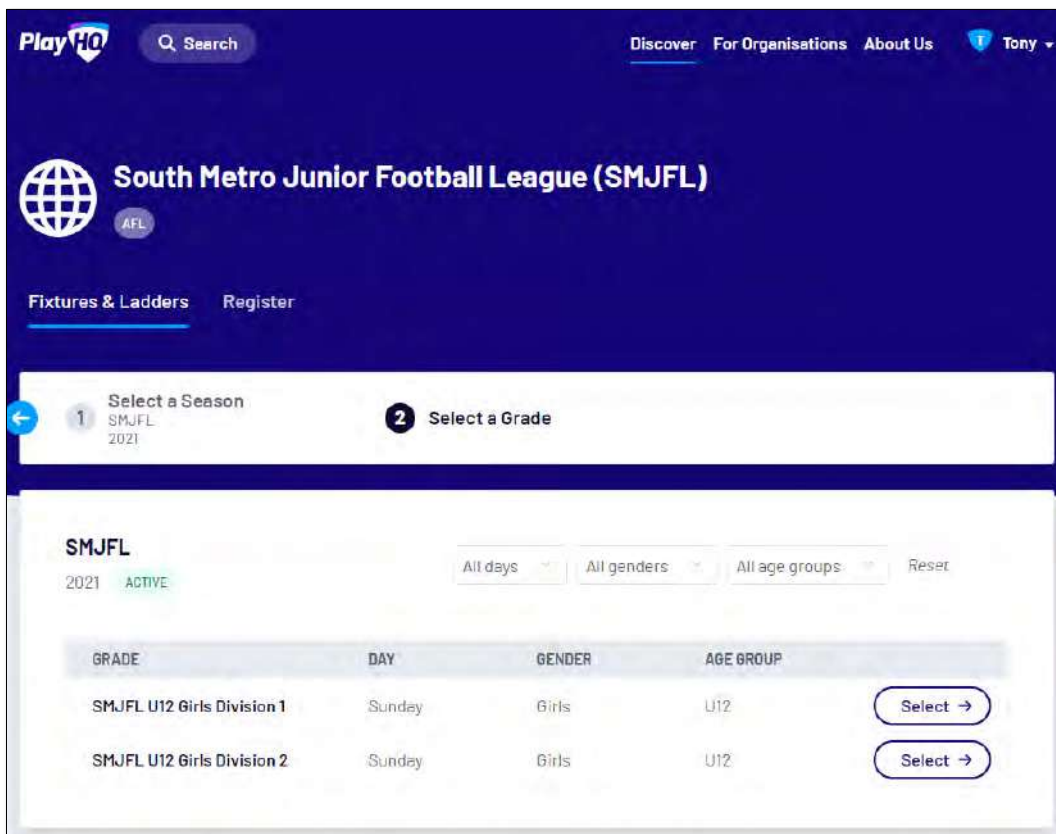 PlayHQ Search Discover For Organisations About Us T Tony
South Metro Junior Football League (SMJFL)
AFL
Fixtures & Ladders Register
1 Select a Season
SMJFL
2021
2 Select a Grade
SMJFL
2021 ACTIVE
All days All genders All age groups Reset
GRADE DAY GENDER AGE GROUP
SMJFL U12 Girls Division 1 Sunday Girls U12 Select →
SMJFL U12 Girls Division 2 Sunday Girls U12 Select →